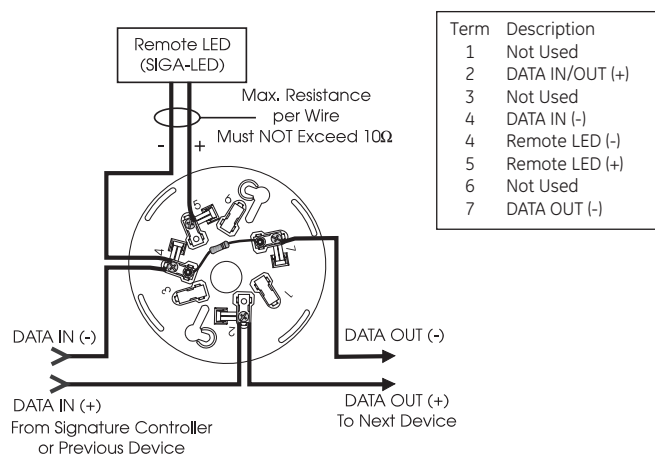 Remote LED
(SIGA-LED)
Max. Resistance
per Wire
Must NOT Exceed 10Ω
- +
Term Description
1 Not Used
2 DATA IN/OUT (+)
3 Not Used
4 DATA IN (-)
4 Remote LED (-)
5 Remote LED (+)
6 Not Used
7 DATA OUT (-)
5
6
4
7
3
1
2
DATA IN (-)
DATA OUT (-)
DATA IN (+)
From Signature Controller
or Previous Device
DATA OUT (+)
To Next Device